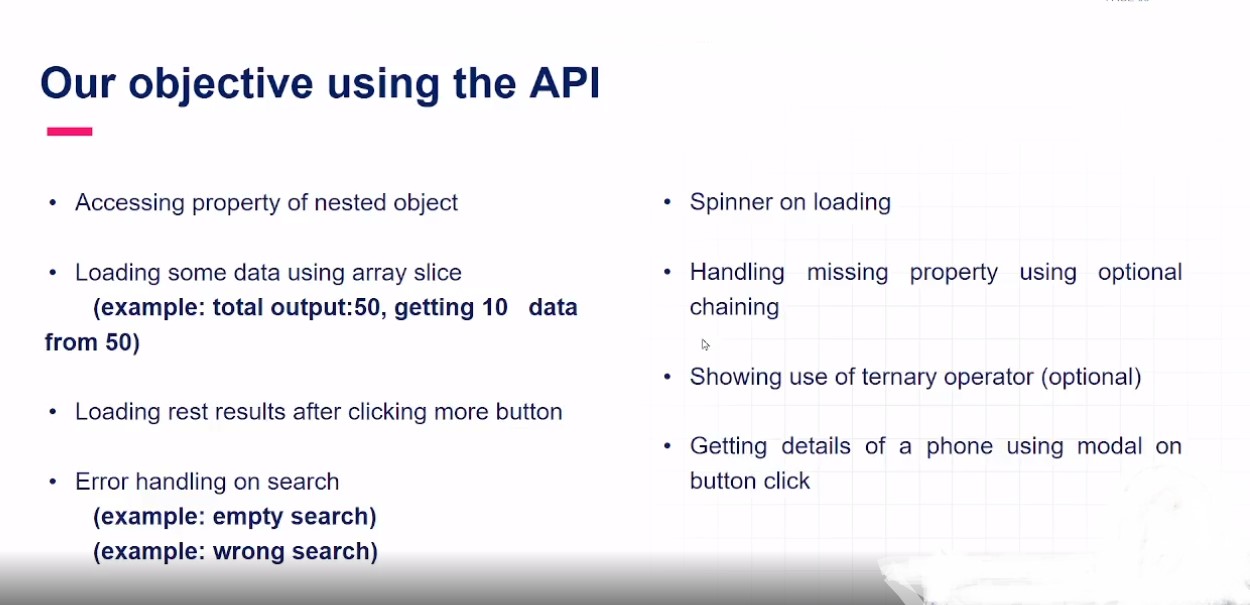 Our objective using the API
• Accessing property of nested object
• Loading some data using array slice
(example: total output:50, getting 10 data
from 50)
• Loading rest results after clicking more button
• Error handling on search
(example: empty search)
(example: wrong search)
• Spinner on loading
• Handling missing property using optional
chaining
• Showing use of ternary operator (optional)
• Getting details of a phone using modal on
button click